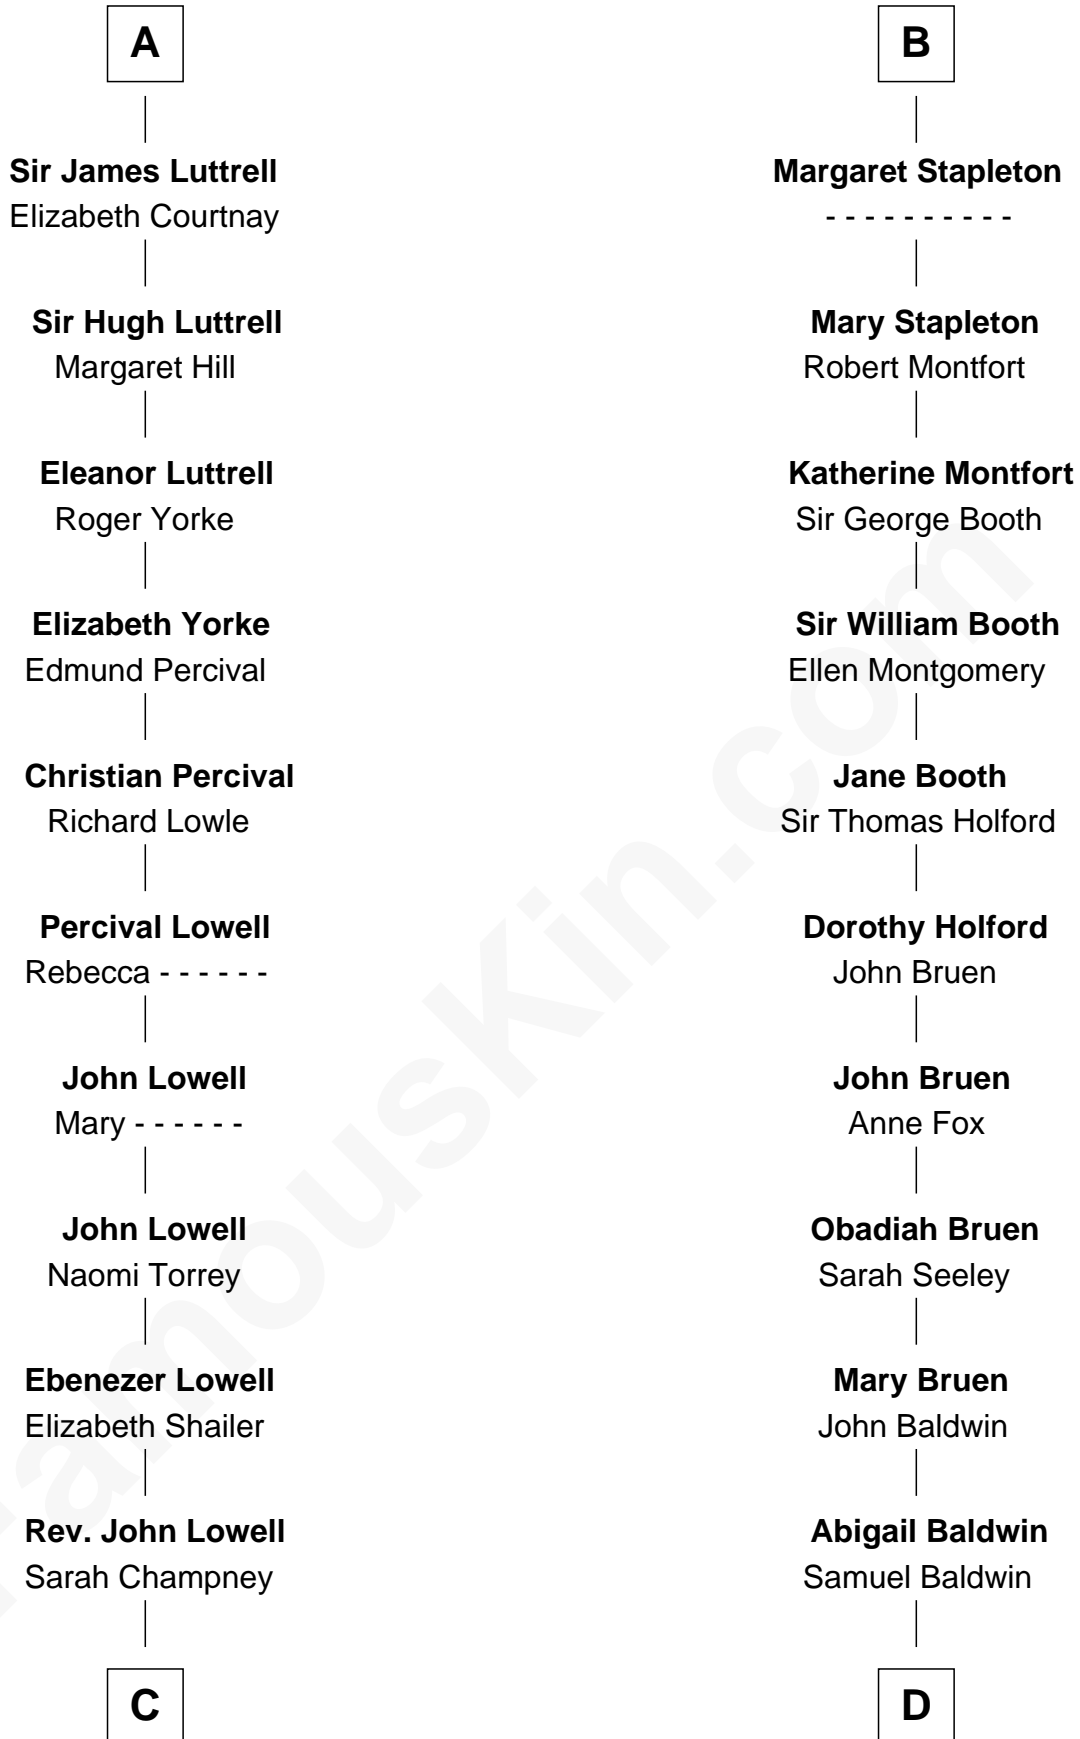 A
Sir James Luttrell
Elizabeth Courtnay
Sir Hugh Luttrell
Margaret Hill
Eleanor Luttrell
Roger Yorke
Elizabeth Yorke
Edmund Percival
Christian Percival
Richard Lowle
Percival Lowell
Rebecca - - - - - -
John Lowell
Mary - - - - - -
John Lowell
Naomi Torrey
Ebenezer Lowell
Elizabeth Shailer
Rev. John Lowell
Sarah Champney
C
B
Margaret Stapleton
- - - - - - - - - -
Mary Stapleton
Robert Montfort
Katherine Montfort
Sir George Booth
Sir William Booth
Ellen Montgomery
Jane Booth
Sir Thomas Holford
Dorothy Holford
John Bruen
John Bruen
Anne Fox
Obadiah Bruen
Sarah Seeley
Mary Bruen
John Baldwin
Abigail Baldwin
Samuel Baldwin
D
FamousKin.com